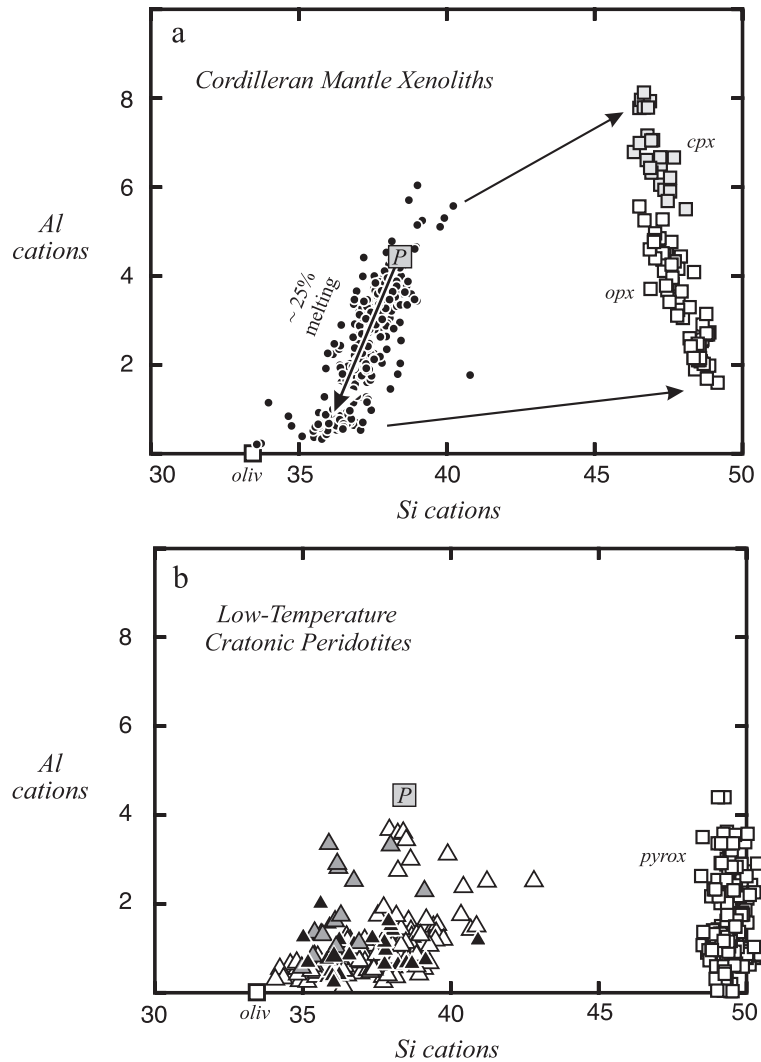 a
Cordilleran Mantle Xenoliths
8
cpx
6
Al
cations
P
4
~25%
melting
opx
2
oliv
30
35
40
45
50
Si cations
b
Low-Temperature
Cratonic Peridotites
8
6
Al
cations
P
4
pyrox
2
oliv
30
35
40
45
50
Si cations